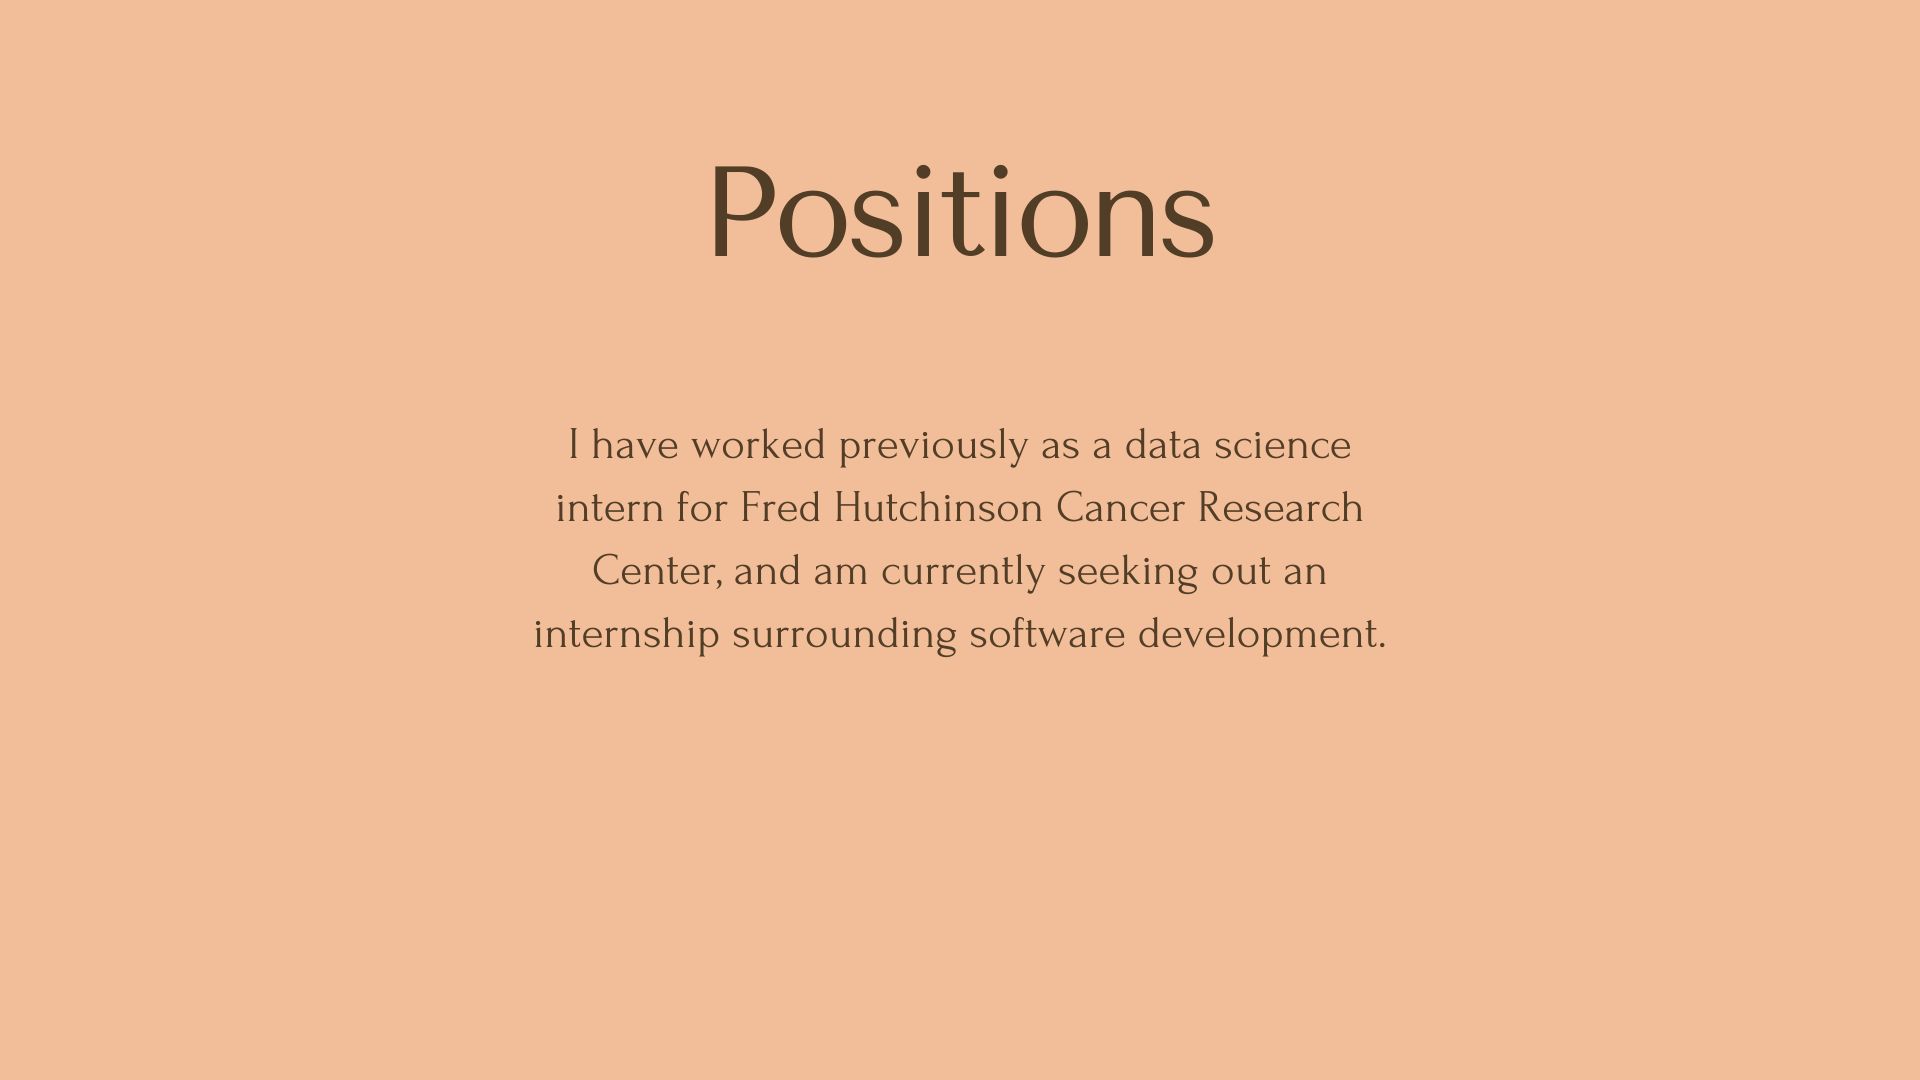 Positions
I have worked previously as a data science
intern for Fred Hutchinson Cancer Research
Center, and am currently seeking out an
internship surrounding software development.